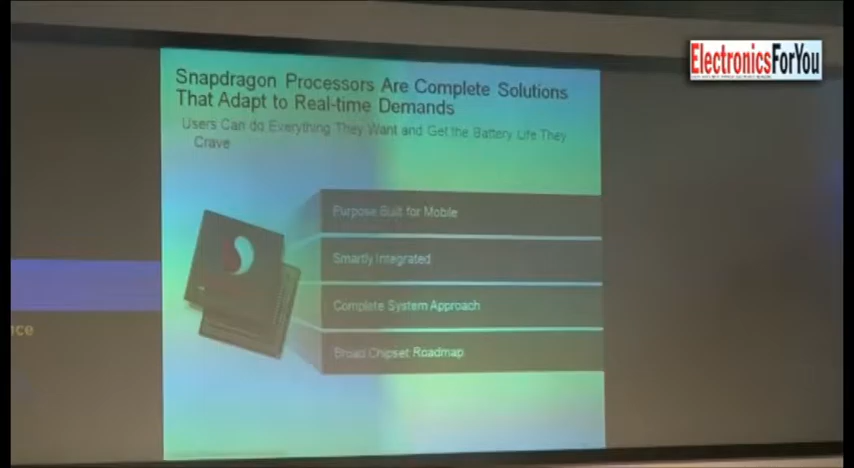 ElectronicsForYou
Snapdragon Processors Are Complete Solutions
That Adapt to Real-time Demands
Users Can do Everything They Want and Get the Battery Life They
Crave
Purpose Built for Mobile
Smartly Integrated
Complete System Approach
Broad Chipset Roadmap
nce